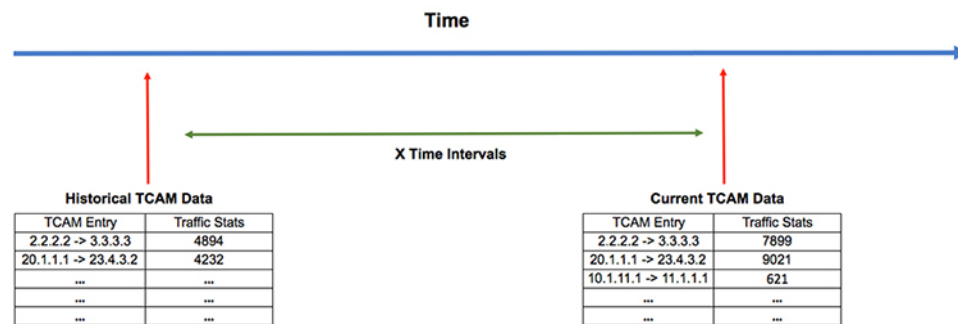 Time
X Time Intervals
Historical TCAM Data
TCAM Entry Traffic Stats
2.2.2.2 -> 3.3.3.3 4894
20.1.1.1 -> 23.4.3.2 4232
... ...
... ...
... ...
Current TCAM Data
TCAM Entry Traffic Stats
2.2.2.2 -> 3.3.3.3 7899
20.1.1.1 -> 23.4.3.2 9021
10.1.11.1 -> 11.1.1.1 621
... ...
... ...